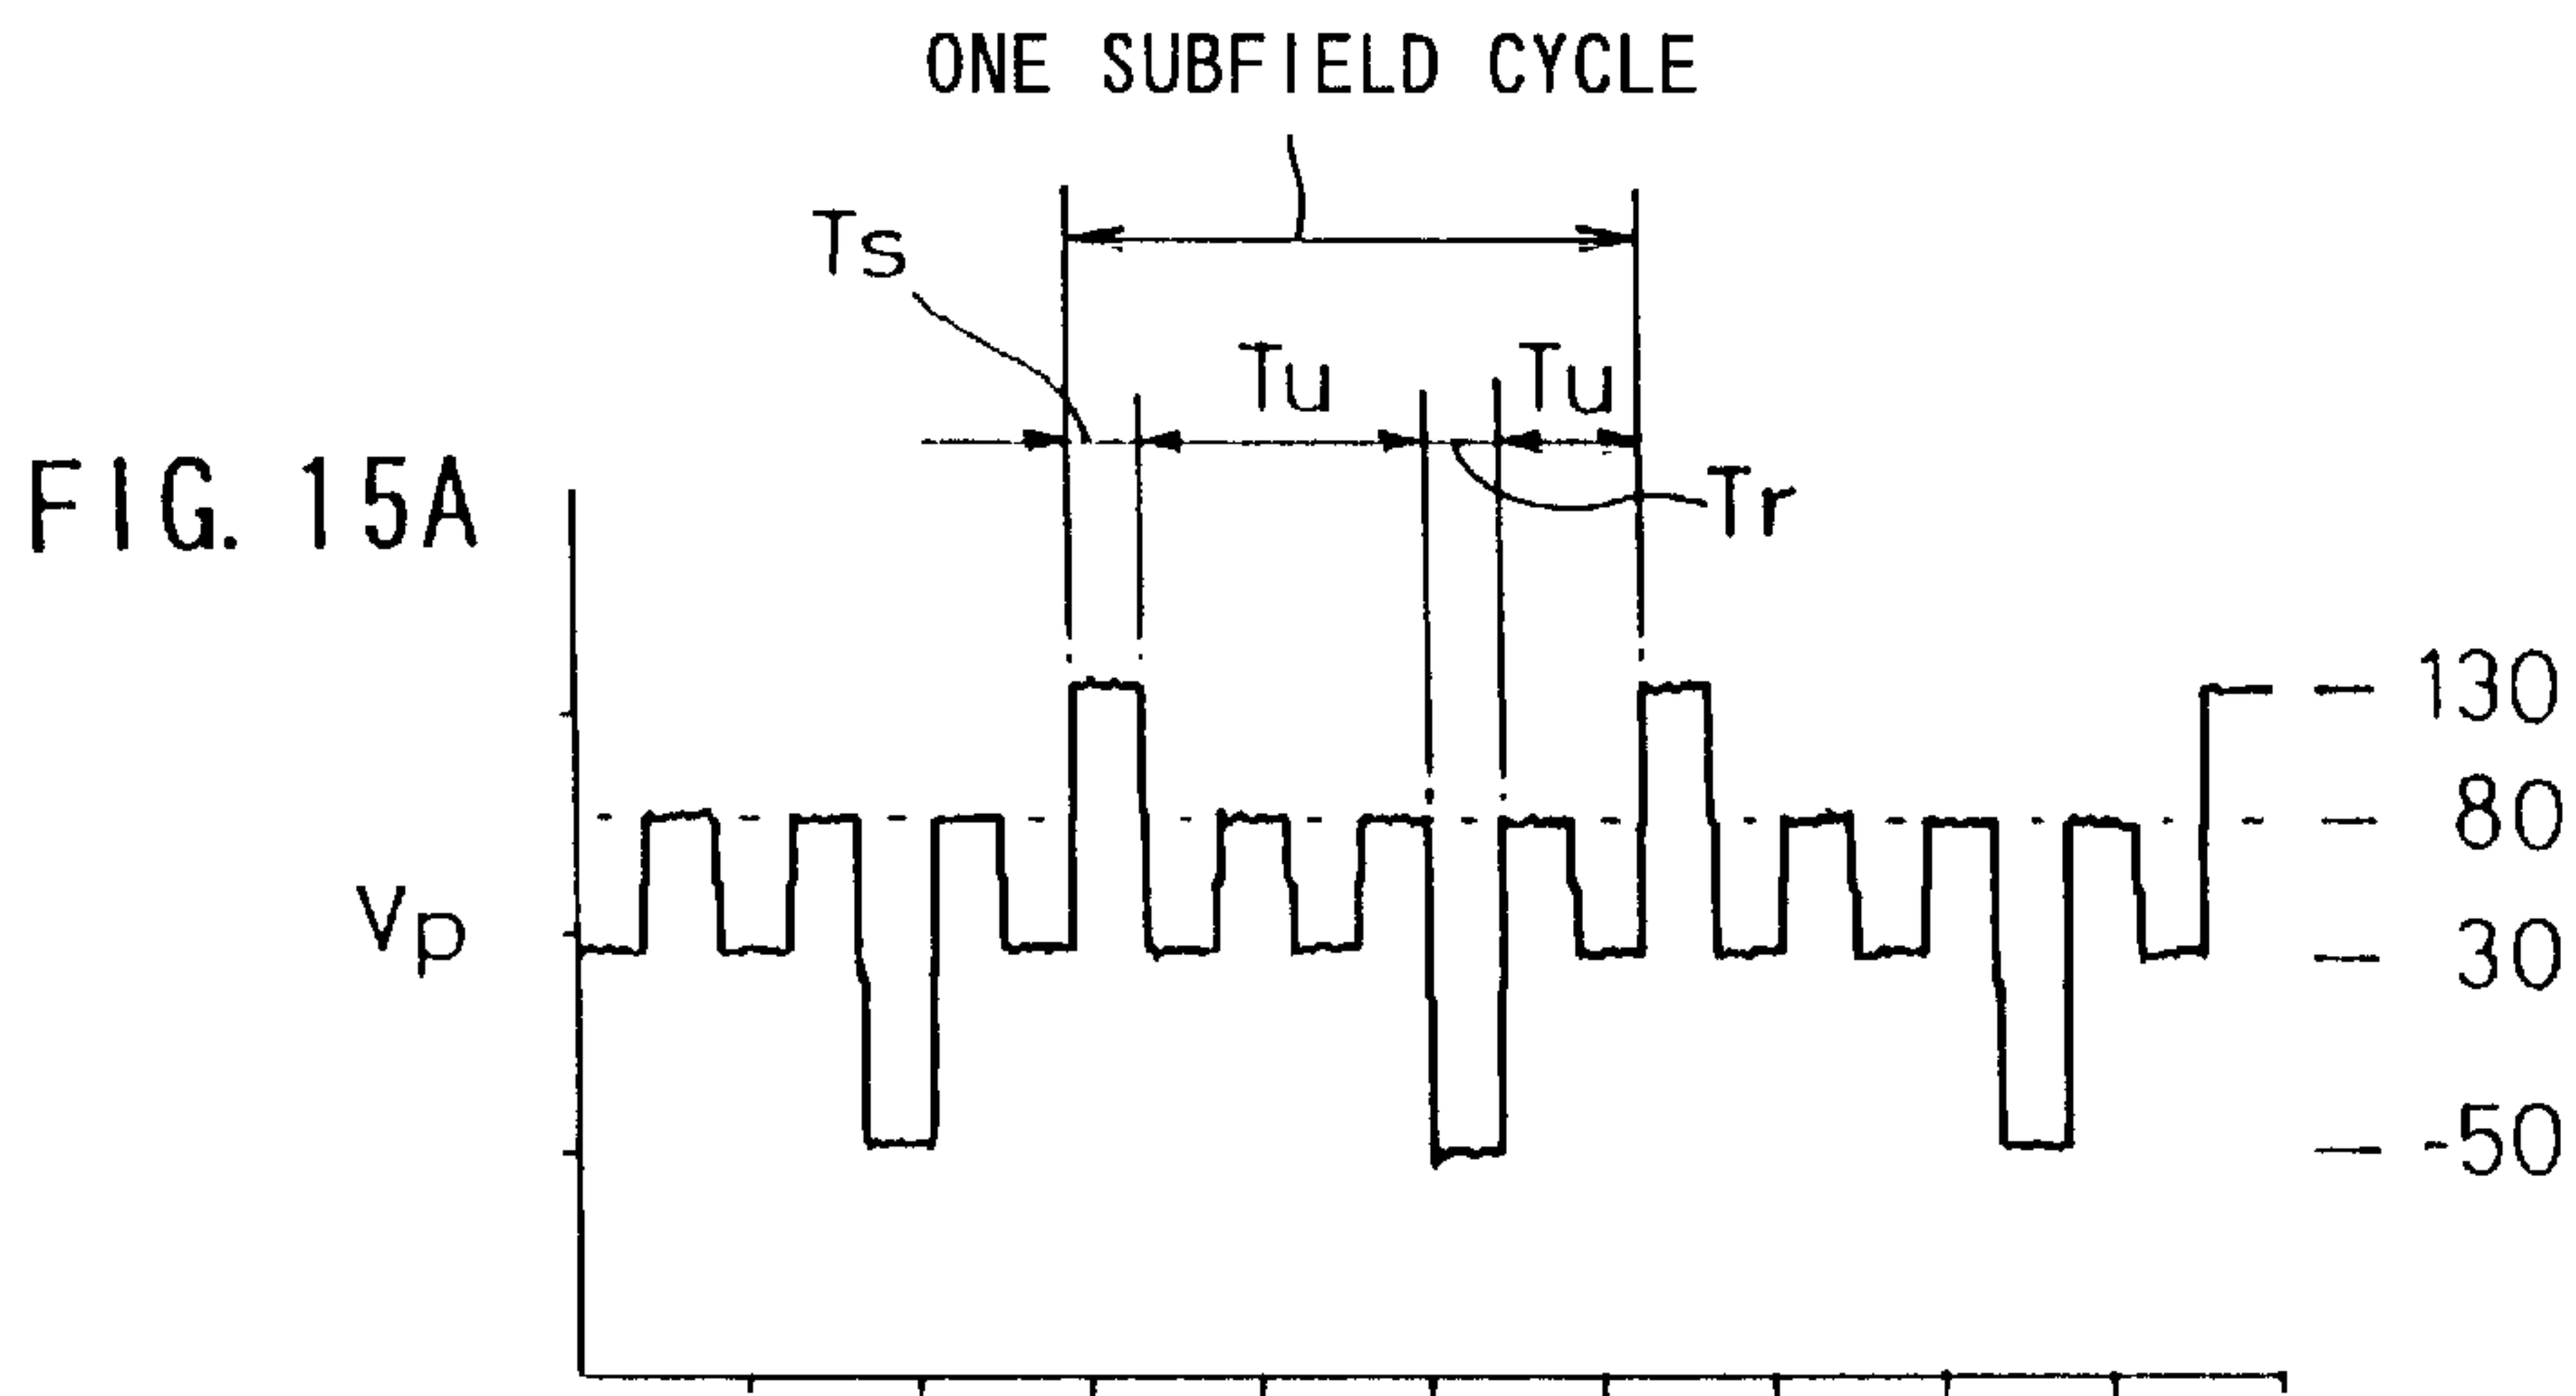 ONE SUBFIELD CYCLE
Ts
Tu Tu
Tr
FIG. 15A
Vp
130
80
30
-50